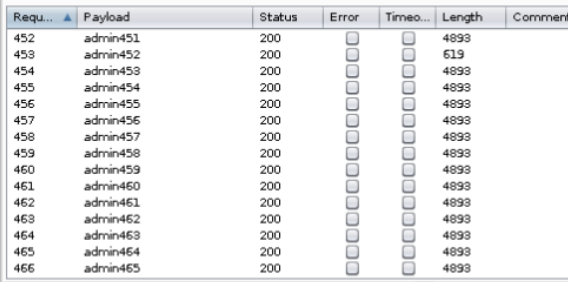 Requ... ▲ Payload Status Error Timeo... Length Comment
452 admin451 200 4893
453 admin452 200 619
454 admin453 200 4893
455 admin454 200 4893
456 admin455 200 4893
457 admin456 200 4893
458 admin457 200 4893
459 admin458 200 4893
460 admin459 200 4893
461 admin460 200 4893
462 admin461 200 4893
463 admin462 200 4893
464 admin463 200 4893
465 admin464 200 4893
466 admin465 200 4893